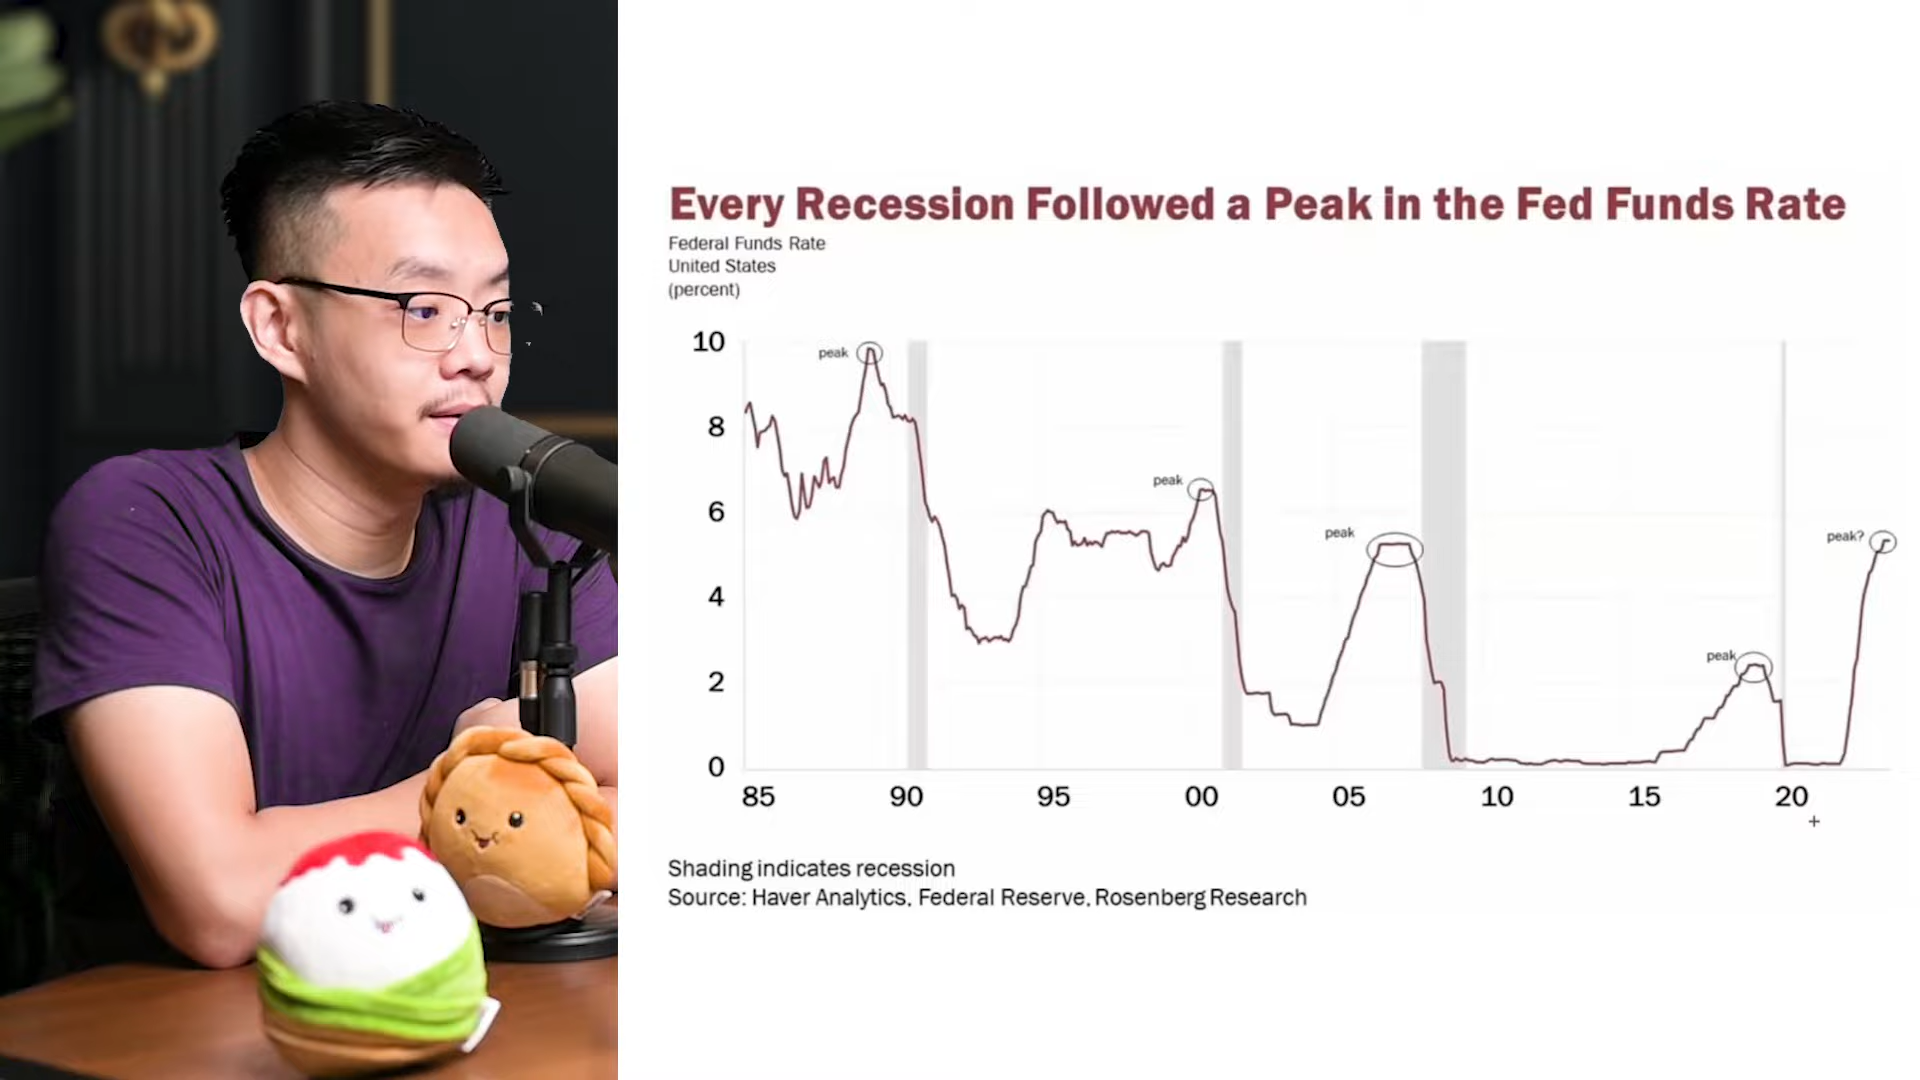 Every Recession Followed a Peak in the Fed Funds Rate
Federal Funds Rate
United States
(percent)
10
8
6
4
2
0
peak
peak
peak
peak
peak?
85 90 95 00 05 10 15 20
Shading indicates recession
Source: Haver Analytics, Federal Reserve, Rosenberg Research